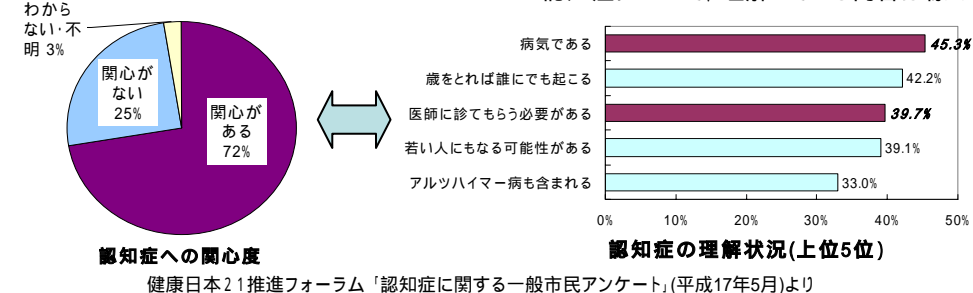 わから
ない・不
明 3%
関心が
ない
25%
関心が
ある
72%
認知症への関心度
病気である
45.3%
歳をとれば誰にでも起こる
42.2%
医師に診てもらう必要がある
39.7%
若い人にもなる可能性がある
39.1%
アルツハイマー病も含まれる
33.0%
0% 10% 20% 30% 40% 50%
認知症の理解状況(上位5位)
健康日本21推進フォーラム「認知症に関する一般市民アンケート」(平成17年5月)より